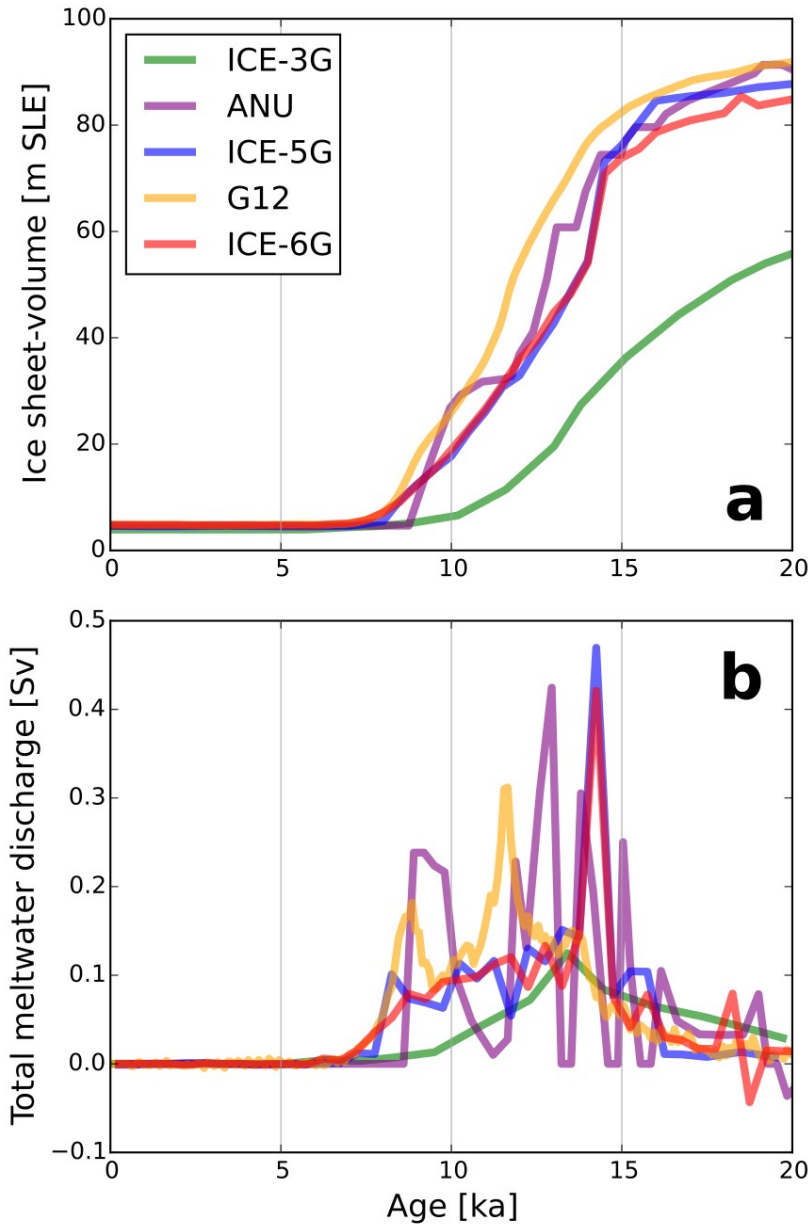 100
80
60
40
20
0
Ice sheet-volume [m SLE]
ICE-3G
ANU
ICE-5G
G12
ICE-6G
a
0 5 10 15 20
0.5
0.4
0.3
0.2
0.1
0.0
−0.1
Total meltwater discharge [Sv]
b
0 5 10 15 20
Age [ka]